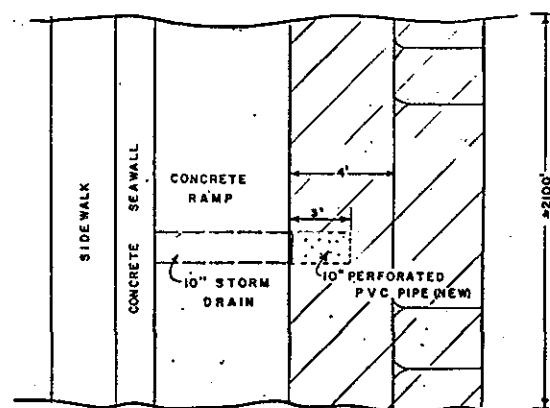 SIDEWALK
CONCRETE SEAWALL
CONCRETE
RAMP
4'
3'
10" STORM
DRAIN
10" PERFORATED
PVC PIPE (NEW)
±2100'